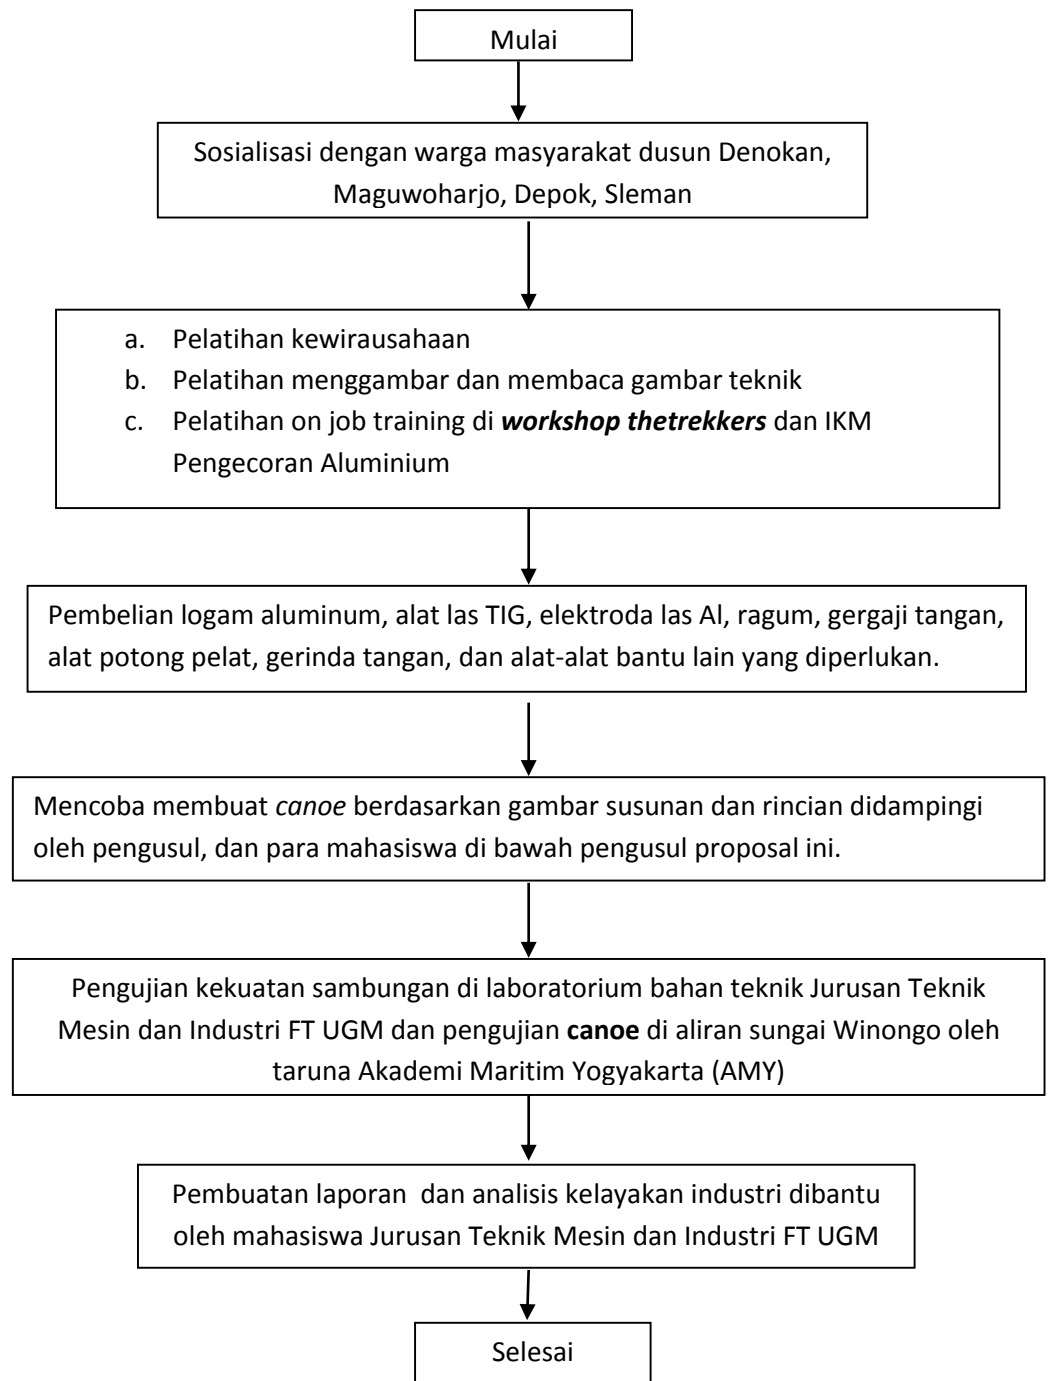 Mulai
Sosialisasi dengan warga masyarakat dusun Denokan,
Maguwoharjo, Depok, Sleman
a. Pelatihan kewirausahaan
b. Pelatihan menggambar dan membaca gambar teknik
c. Pelatihan on job training di workshop thetrekkers dan IKM
Pengecoran Aluminium
Pembelian logam aluminum, alat las TIG, elektroda las Al, ragum, gergaji tangan,
alat potong pelat, gerinda tangan, dan alat-alat bantu lain yang diperlukan.
Mencoba membuat canoe berdasarkan gambar susunan dan rincian didampingi
oleh pengusul, dan para mahasiswa di bawah pengusul proposal ini.
Pengujian kekuatan sambungan di laboratorium bahan teknik Jurusan Teknik
Mesin dan Industri FT UGM dan pengujian canoe di aliran sungai Winongo oleh
taruna Akademi Maritim Yogyakarta (AMY)
Pembuatan laporan dan analisis kelayakan industri dibantu
oleh mahasiswa Jurusan Teknik Mesin dan Industri FT UGM
Selesai